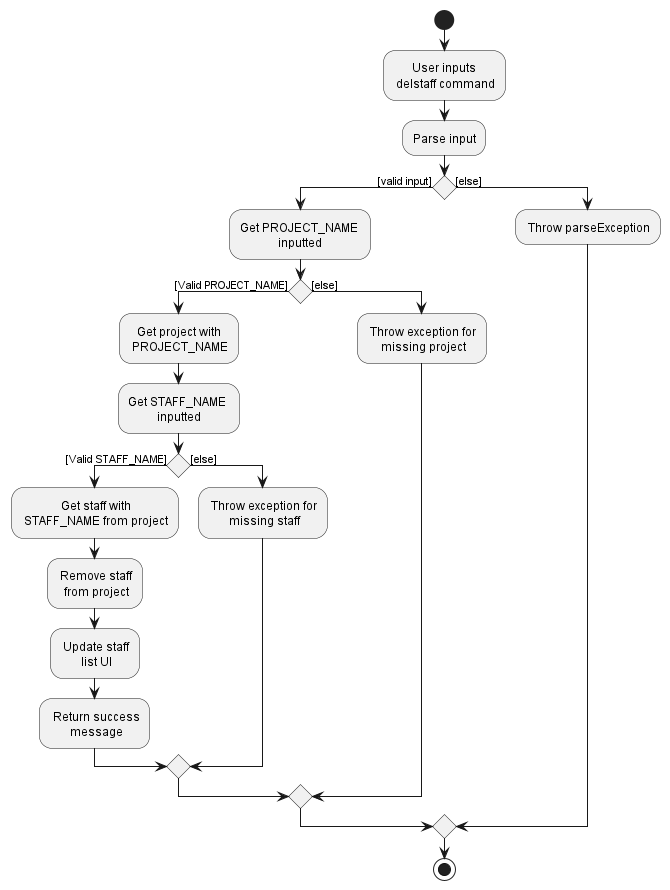 User inputs
delstaff command
Parse input
[valid input]
[else]
Get PROJECT_NAME
inputted
Throw parseException
[Valid PROJECT_NAME]
[else]
Get project with
PROJECT_NAME
Throw exception for
missing project
Get STAFF_NAME
inputted
[Valid STAFF_NAME]
[else]
Get staff with
STAFF_NAME from project
Throw exception for
missing staff
Remove staff
from project
Update staff
list UI
Return success
message